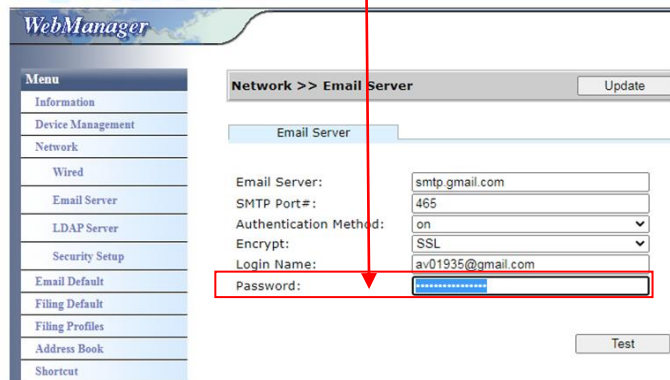 WebManager
Menu
Information
Device Management
Network
Wired
Email Server
LDAP Server
Security Setup
Email Default
Filing Default
Filing Profiles
Address Book
Shortcut
Network >> Email Server
Update
Email Server
Email Server: smtp.gmail.com
SMTP Port#: 465
Authentication Method: on
Encrypt: SSL
Login Name: av01935@gmail.com
Password: ••••••••••••••••
Test